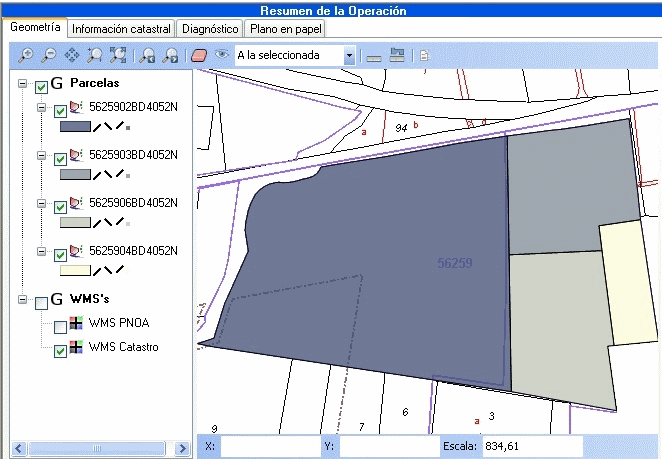 Resumen de la Operación
Geometría Información catastral Diagnóstico Plano en papel
A la seleccionada
G Parcelas
5625902BD4052N
5625903BD4052N
5625906BD4052N
5625904BD4052N
G WMS's
WMS PNOA
WMS Catastro
a
94
b
d
56259
9
7
6
a
3
X: Y: Escala: 834,61